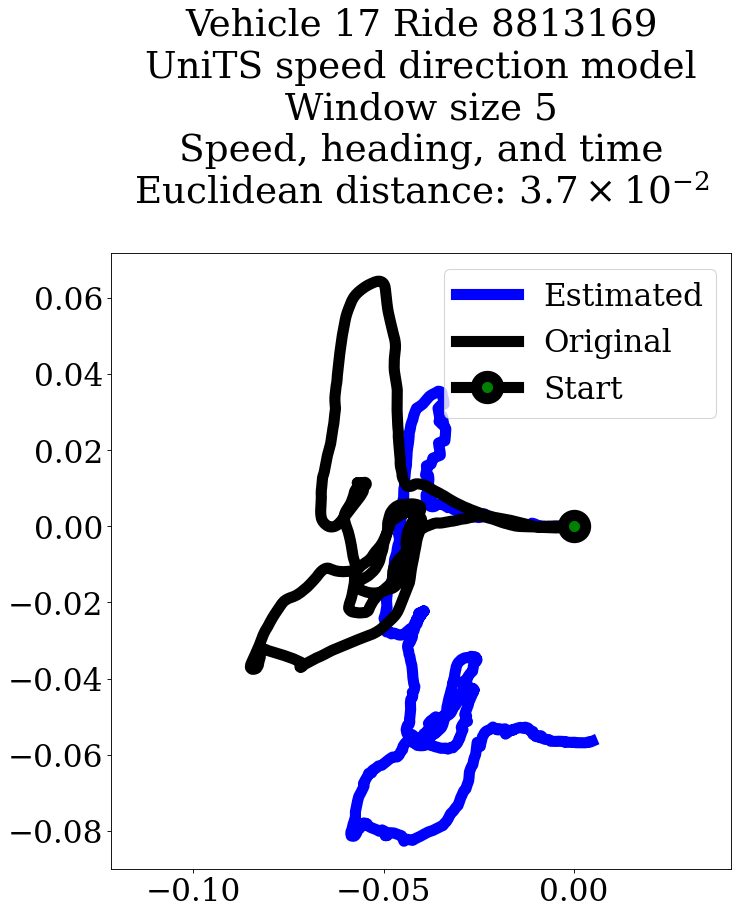 Vehicle 17 Ride 8813169
UniTS speed direction model
Window size 5
Speed, heading, and time
Euclidean distance: 3.7 × 10⁻²
Estimated
Original
Start
0.06
0.04
0.02
0.00
−0.02
−0.04
−0.06
−0.08
−0.10 −0.05 0.00